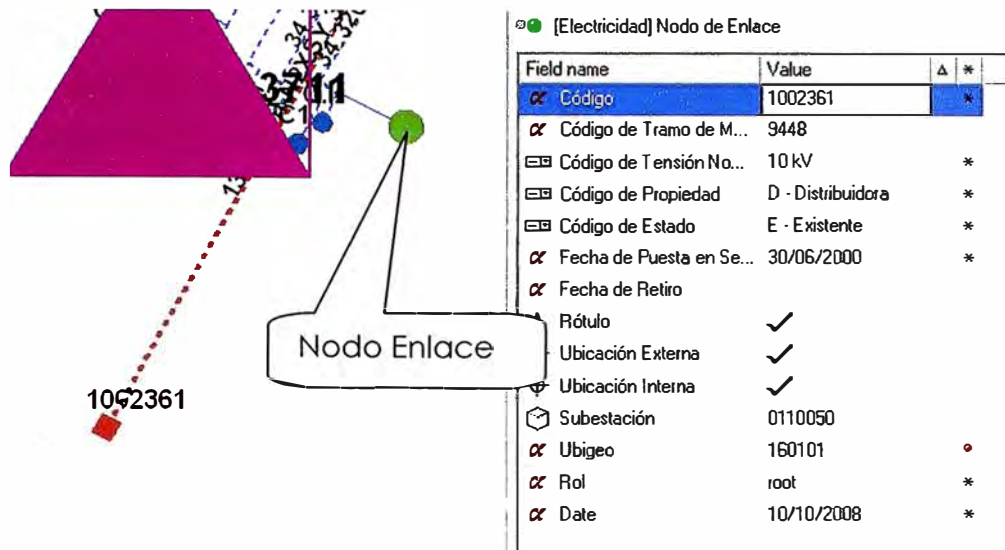 [Electricidad] Nodo de Enlace
Field name Value Δ *
Código 1002361 *
Código de Tramo de M... 9448
Código de Tensión No... 10 kV *
Código de Propiedad D - Distribuidora *
Código de Estado E - Existente *
Fecha de Puesta en Se... 30/06/2000 *
Fecha de Retiro
Rótulo
Ubicación Externa
Ubicación Interna
Subestación 0110050
Ubigeo 160101
Rol root *
Date 10/10/2008 *
Nodo Enlace
1002361